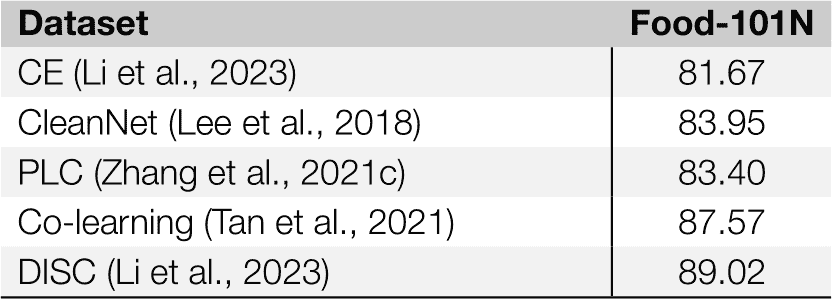 Dataset Food-101N
CE (Li et al., 2023) 81.67
CleanNet (Lee et al., 2018) 83.95
PLC (Zhang et al., 2021c) 83.40
Co-learning (Tan et al., 2021) 87.57
DISC (Li et al., 2023) 89.02